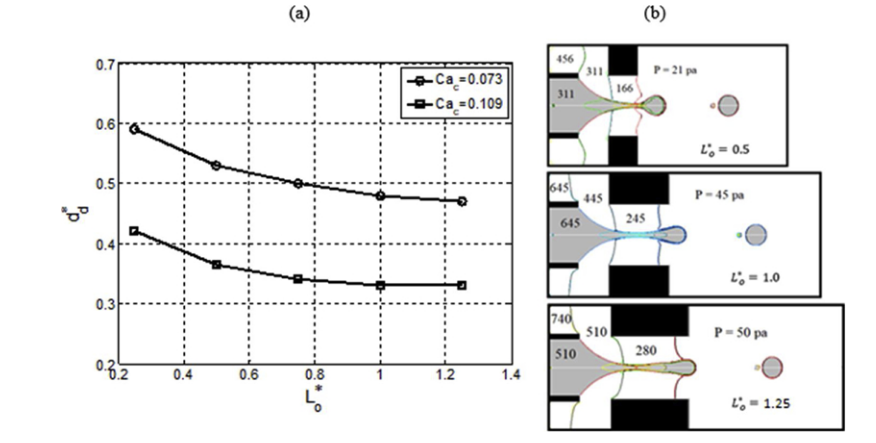 (a)
(b)
0.7
0.6
0.5
0.4
0.3
0.2
d*d
Cac=0.073
Cac=0.109
0.2 0.4 0.6 0.8 1 1.2 1.4
L*o
456
311
311
166
P = 21 pa
L*o = 0.5
645
445
645
245
P = 45 pa
L*o = 1.0
740
510
510
280
P = 50 pa
L*o = 1.25